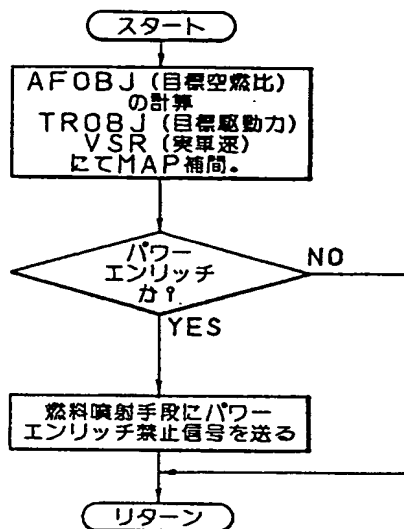 スタート
AFOBJ(目標空燃比)
の計算
TROBJ(目標駆動力)
VSR(実車速)
にてMAP補間。
パワー
エンリッチ
か?
NO
YES
燃料噴射手段にパワー
エンリッチ禁止信号を送る
リターン